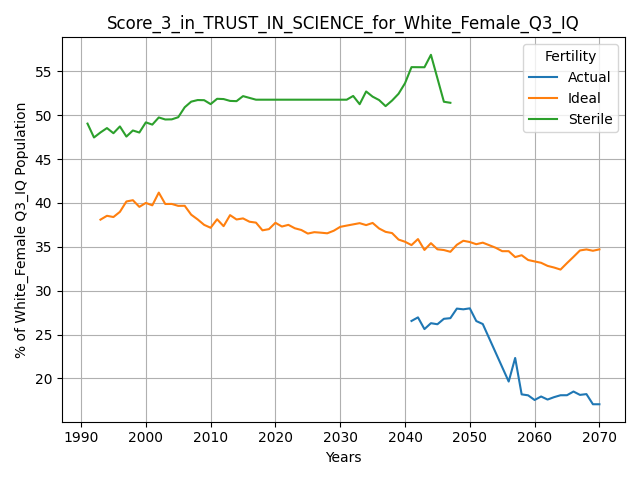 Score_3_in_TRUST_IN_SCIENCE_for_White_Female_Q3_IQ
% of White_Female Q3_IQ Population
55
50
45
40
35
30
25
20
Fertility
Actual
Ideal
Sterile
1990 2000 2010 2020 2030 2040 2050 2060 2070
Years